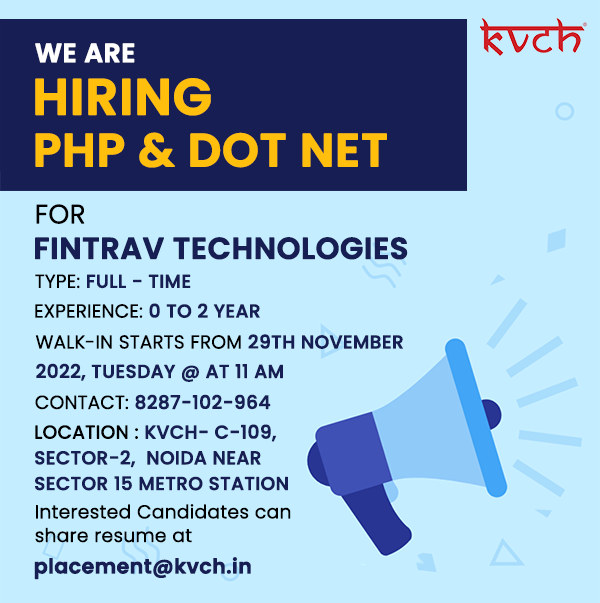 WE ARE
kvch®
HIRING
PHP & DOT NET
FOR
FINTRAV TECHNOLOGIES
TYPE: FULL - TIME
EXPERIENCE: 0 TO 2 YEAR
WALK-IN STARTS FROM 29TH NOVEMBER
2022, TUESDAY @ AT 11 AM
CONTACT: 8287-102-964
LOCATION : KVCH- C-109,
SECTOR-2, NOIDA NEAR
SECTOR 15 METRO STATION
Interested Candidates can
share resume at
placement@kvch.in